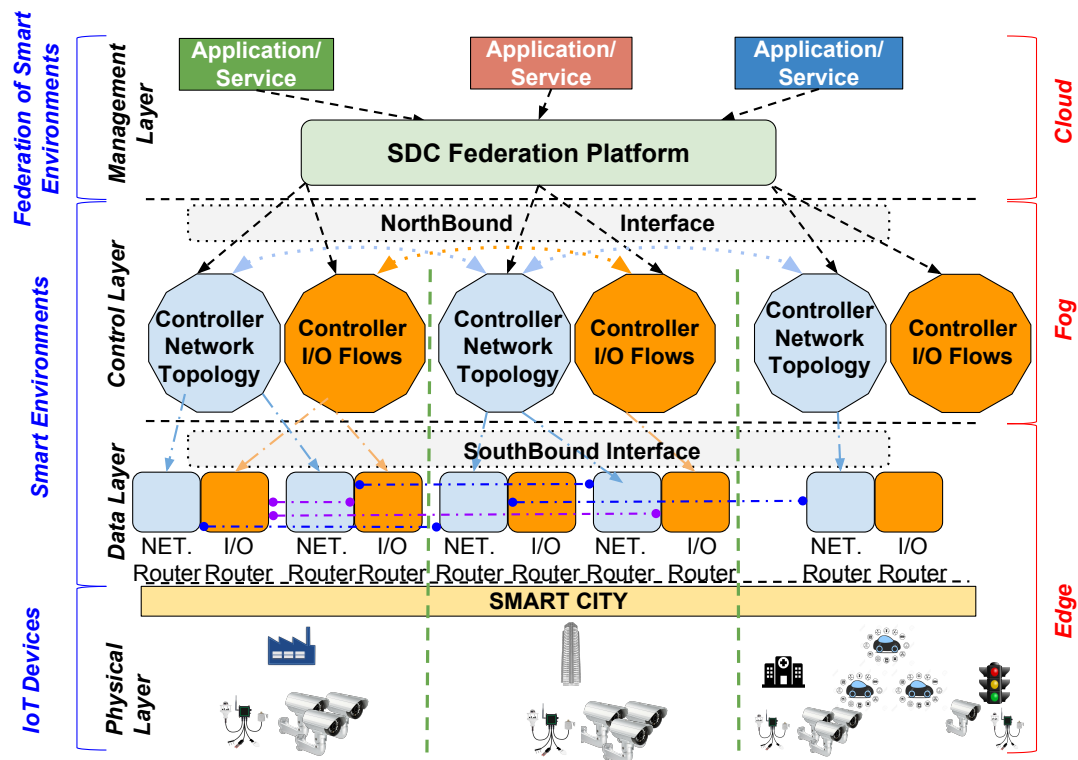 Federation of Smart
Environments
Management
Layer
Application/
Service
Application/
Service
Application/
Service
Cloud
SDC Federation Platform
NorthBound Interface
Smart Environments
Control Layer
Controller
Network
Topology
Controller
I/O Flows
Controller
Network
Topology
Controller
I/O Flows
Controller
Network
Topology
Controller
I/O Flows
Fog
SouthBound Interface
Data Layer
NET.
Router
I/O
Router
NET.
Router
I/O
Router
NET.
Router
I/O
Router
NET.
Router
I/O
Router
NET.
Router
I/O
Router
Edge
SMART CITY
IoT Devices
Physical
Layer